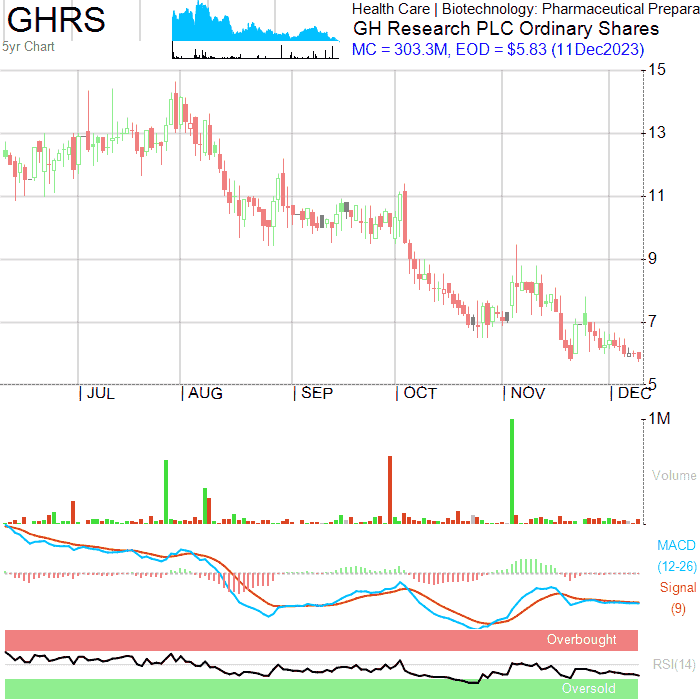 GHRS
5yr Chart
Health Care | Biotechnology: Pharmaceutical Prepara
GH Research PLC Ordinary Shares
MC = 303.3M, EOD = $5.83 (11Dec2023)
15
13
11
9
7
5
JUL
AUG
SEP
OCT
NOV
DEC
1M
Volume
MACD
(12-26)
Signal
(9)
Overbought
RSI(14)
Oversold